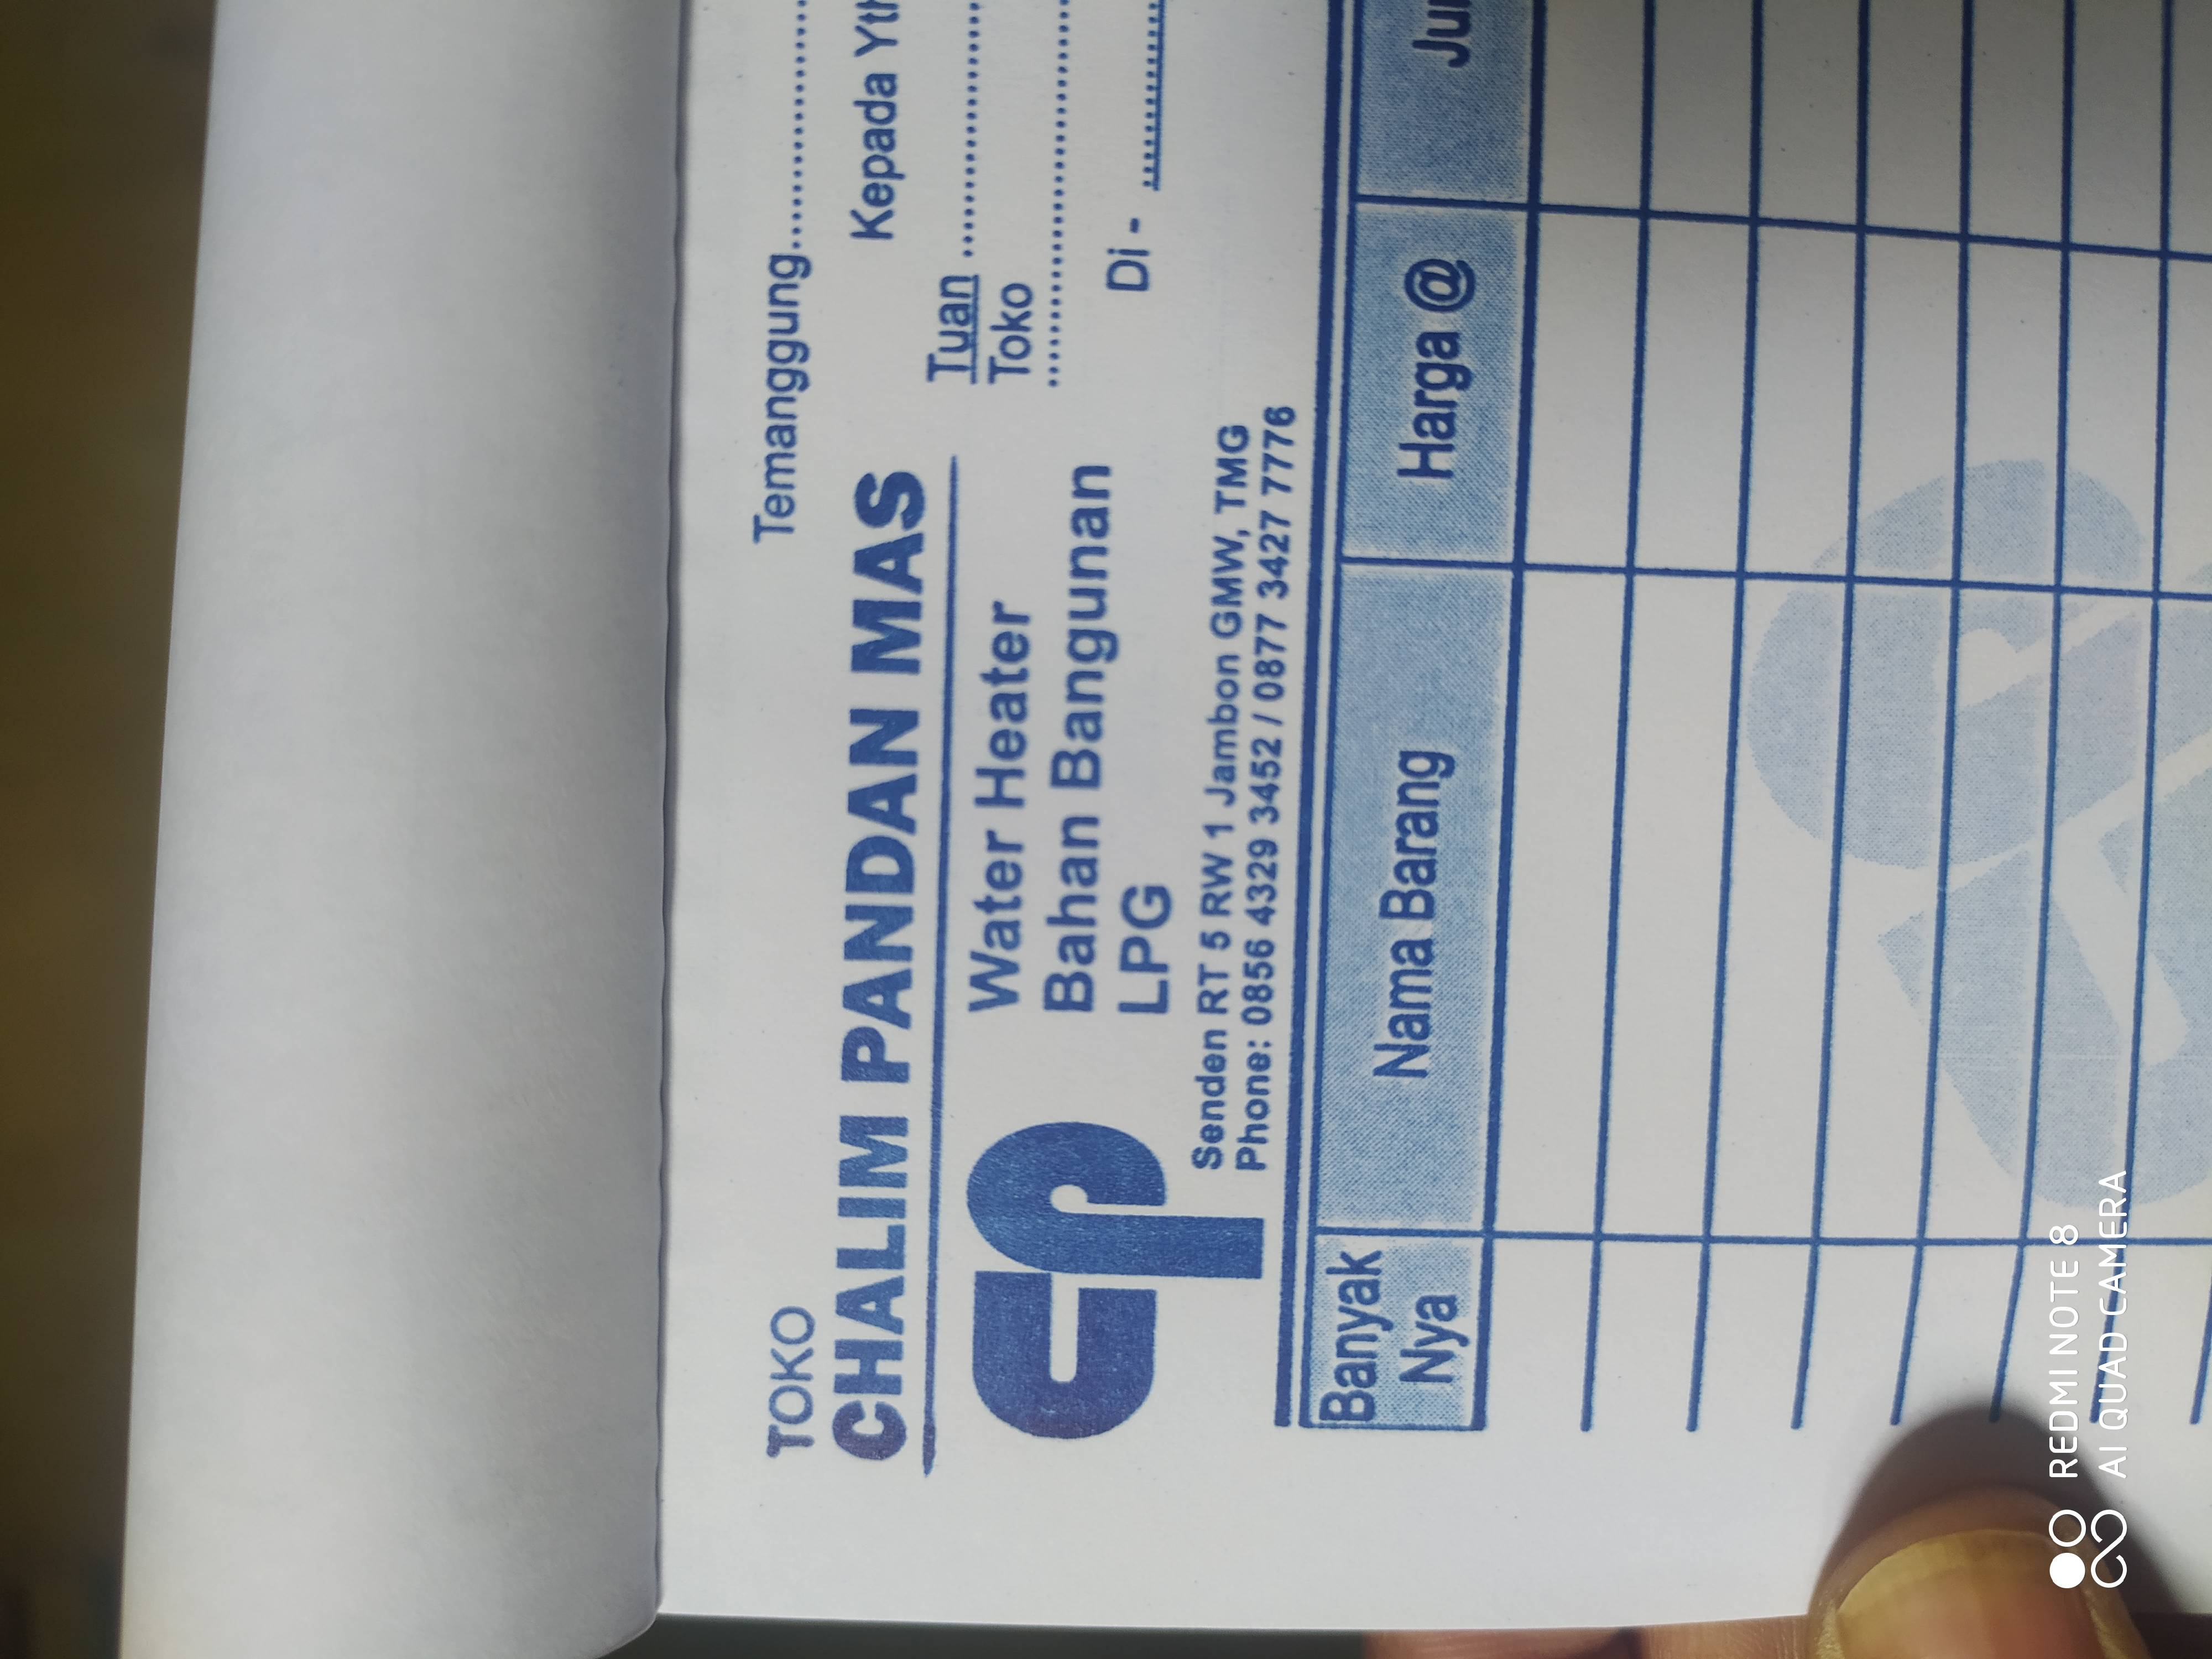 TOKO
CHALIM PANDAN MAS
cp
Water Heater
Bahan Bangunan
LPG
Senden RT 5 RW 1 Jambon GMW, TMG
Phone: 0856 4329 3452 / 0877 3427 7776
Temanggung
Kepada Yth
Tuan
Toko
Di -
Banyak
Nya
Nama Barang
Harga @
REDMI NOTE 8
AI QUAD CAMERA